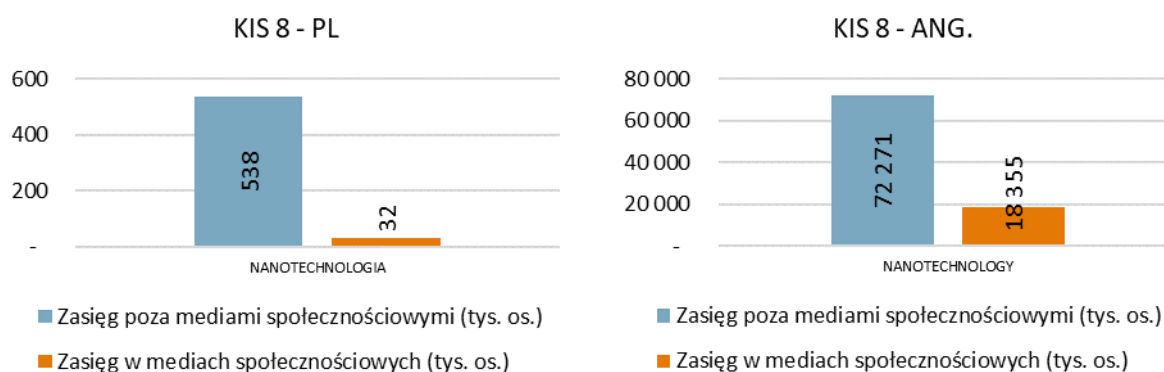 KIS 8 - PL
600
400
200
-
538
32
NANOTECHNOLOGIA
Zasięg poza mediami społecznościowymi (tys. os.)
Zasięg w mediach społecznościowych (tys. os.)
KIS 8 - ANG.
80 000
60 000
40 000
20 000
-
72 271
18 355
NANOTECHNOLOGY
Zasięg poza mediami społecznościowymi (tys. os.)
Zasięg w mediach społecznościowych (tys. os.)